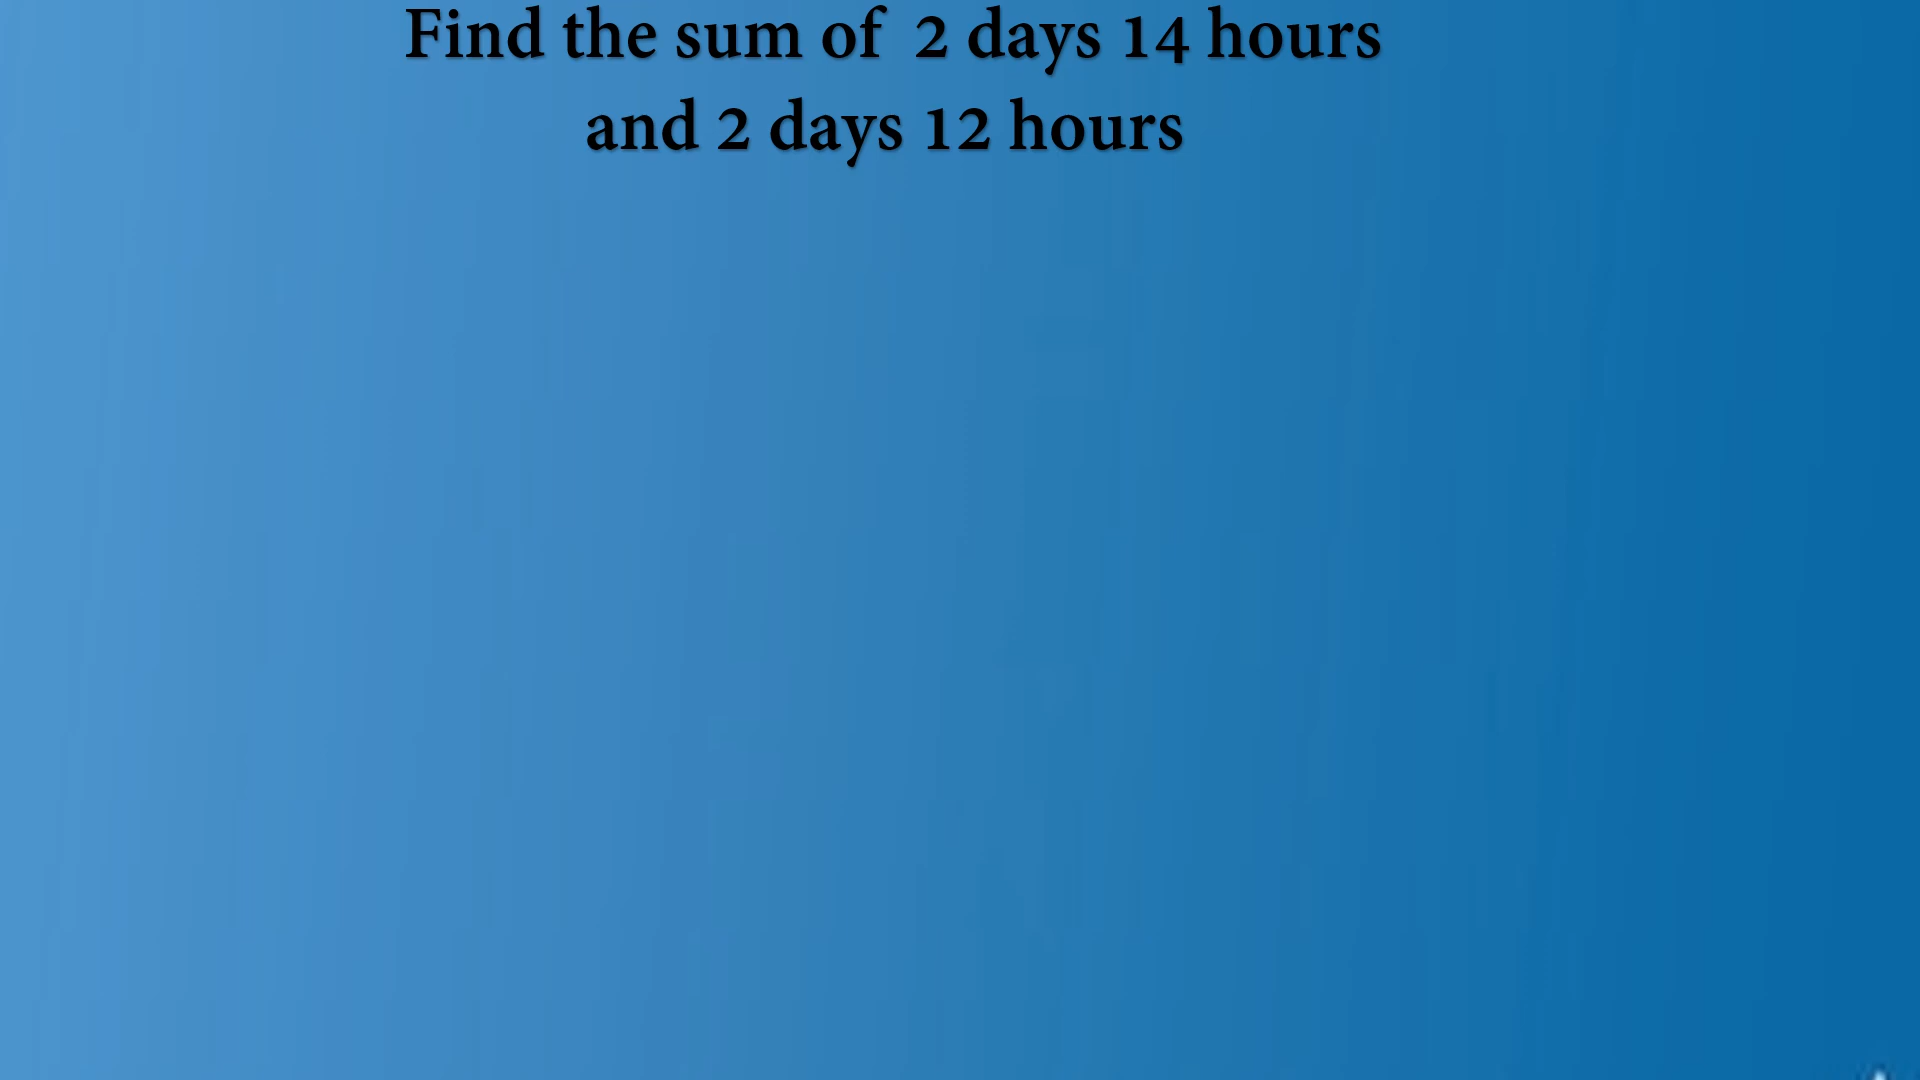 Find the sum of  2 days 14 hours
and 2 days 12 hours